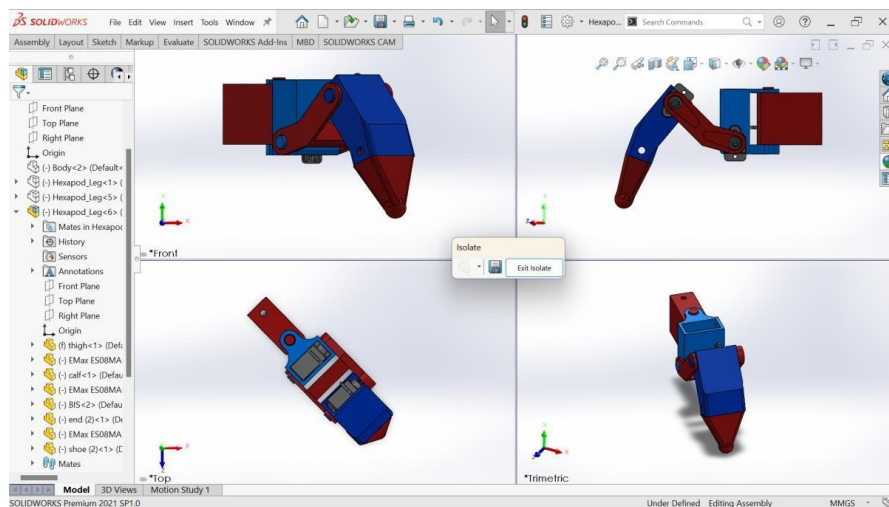 SOLIDWORKS File Edit View Insert Tools Window Hexapo... Search Commands
Assembly Layout Sketch Markup Evaluate SOLIDWORKS Add-Ins MBD SOLIDWORKS CAM
Front Plane
Top Plane
Right Plane
Origin
(-) Body<2> (Default<
(-) Hexapod_Leg<1> (
(-) Hexapod_Leg<5> (
(-) Hexapod_Leg<6> (
Mates in Hexapod
History
Sensors
Annotations
Front Plane
Top Plane
Right Plane
Origin
(f) thigh<1> (Defa
(-) EMax ES08MA
(-) calf<1> (Defau
(-) EMax ES08MA
(-) BIS<2> (Defau
(-) end (2)<1> (De
(-) EMax ES08MA
(-) shoe (2)<1> (D
Mates
*Front
Isolate
Exit Isolate
*Top
*Trimetric
Model 3D Views Motion Study 1
SOLIDWORKS Premium 2021 SP1.0 Under Defined Editing Assembly MMGS